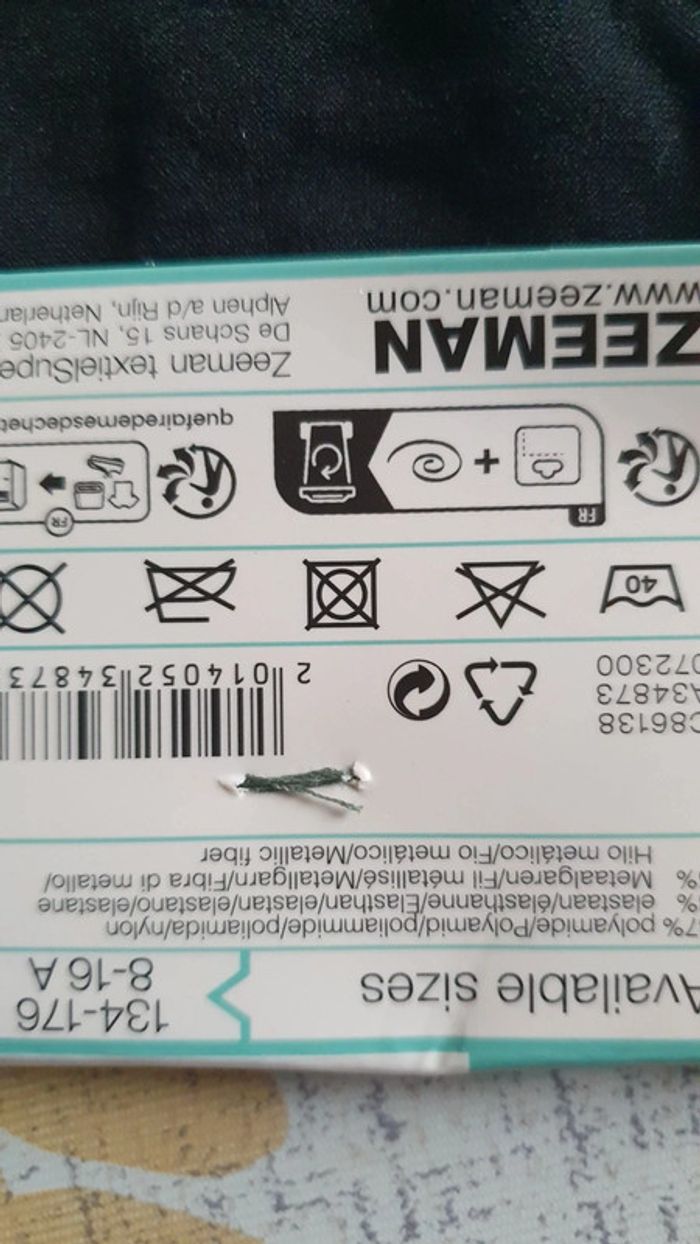 Available sizes
134-176
8-16 A
7% polyamide/Polyamid/poliammide/poliamida/nylon
% elastaan/élasthanne/Elasthan/elastan/elastano/elastane
% Metaalgaren/Fil métallisé/Metallgarn/Fibra di metallo/
Hilo metálico/Fio metálico/Metallic fiber
C86138
A34873
072300
2 014052 34873
40
FR
FR
quefairedemesdechet
ZEEMAN
www.zeeman.com
Zeeman textielSupe
De Schans 15, NL-2405
Alphen a/d Rijn, Netherlan